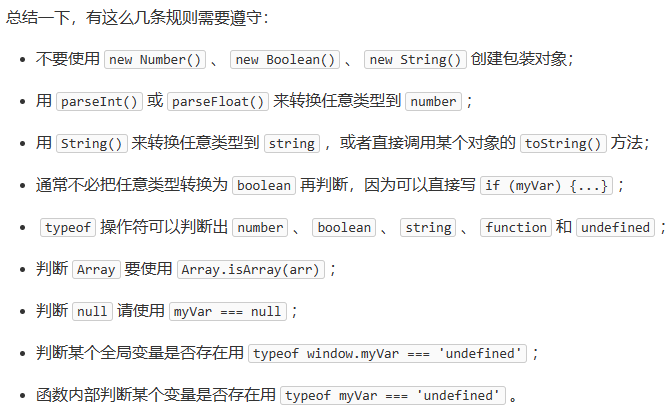 总结一下，有这么几条规则需要遵守：
不要使用 new Number() 、 new Boolean() 、 new String() 创建包装对象；
用 parseInt() 或 parseFloat() 来转换任意类型到 number ；
用 String() 来转换任意类型到 string ，或者直接调用某个对象的 toString() 方法；
通常不必把任意类型转换为 boolean 再判断，因为可以直接写 if (myVar) {...} ；
typeof 操作符可以判断出 number 、 boolean 、 string 、 function 和 undefined ；
判断 Array 要使用 Array.isArray(arr) ；
判断 null 请使用 myVar === null ；
判断某个全局变量是否存在用 typeof window.myVar === 'undefined' ；
函数内部判断某个变量是否存在用 typeof myVar === 'undefined' 。